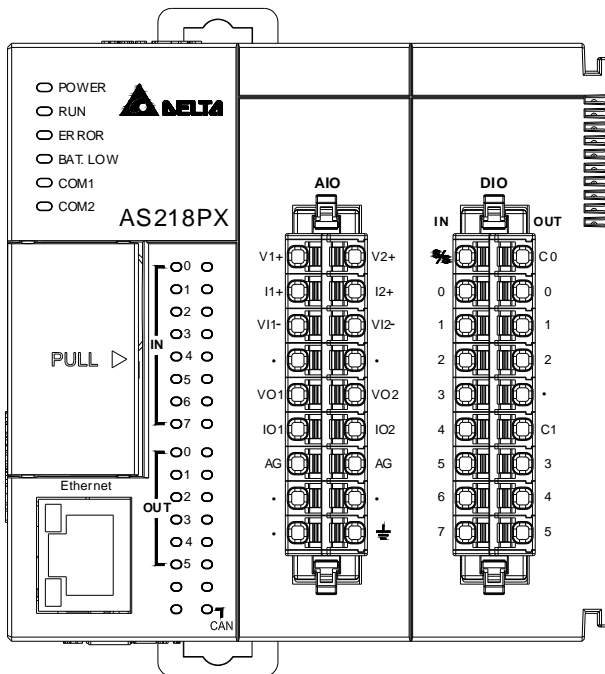 POWER
RUN
ERROR
BAT. LOW
COM1
COM2
DELTA
AS218PX
PULL
Ethernet
IN
0
1
2
3
4
5
6
7
OUT
0
1
2
3
4
5
CAN
AIO
V1+ V2+
I1+ I2+
VI1- VI2-
• •
VO1 VO2
IO1 IO2
AG AG
• •
•
DIO
IN OUT
S/S C0
0 0
1 1
2 2
3 •
4 C1
5 3
6 4
7 5